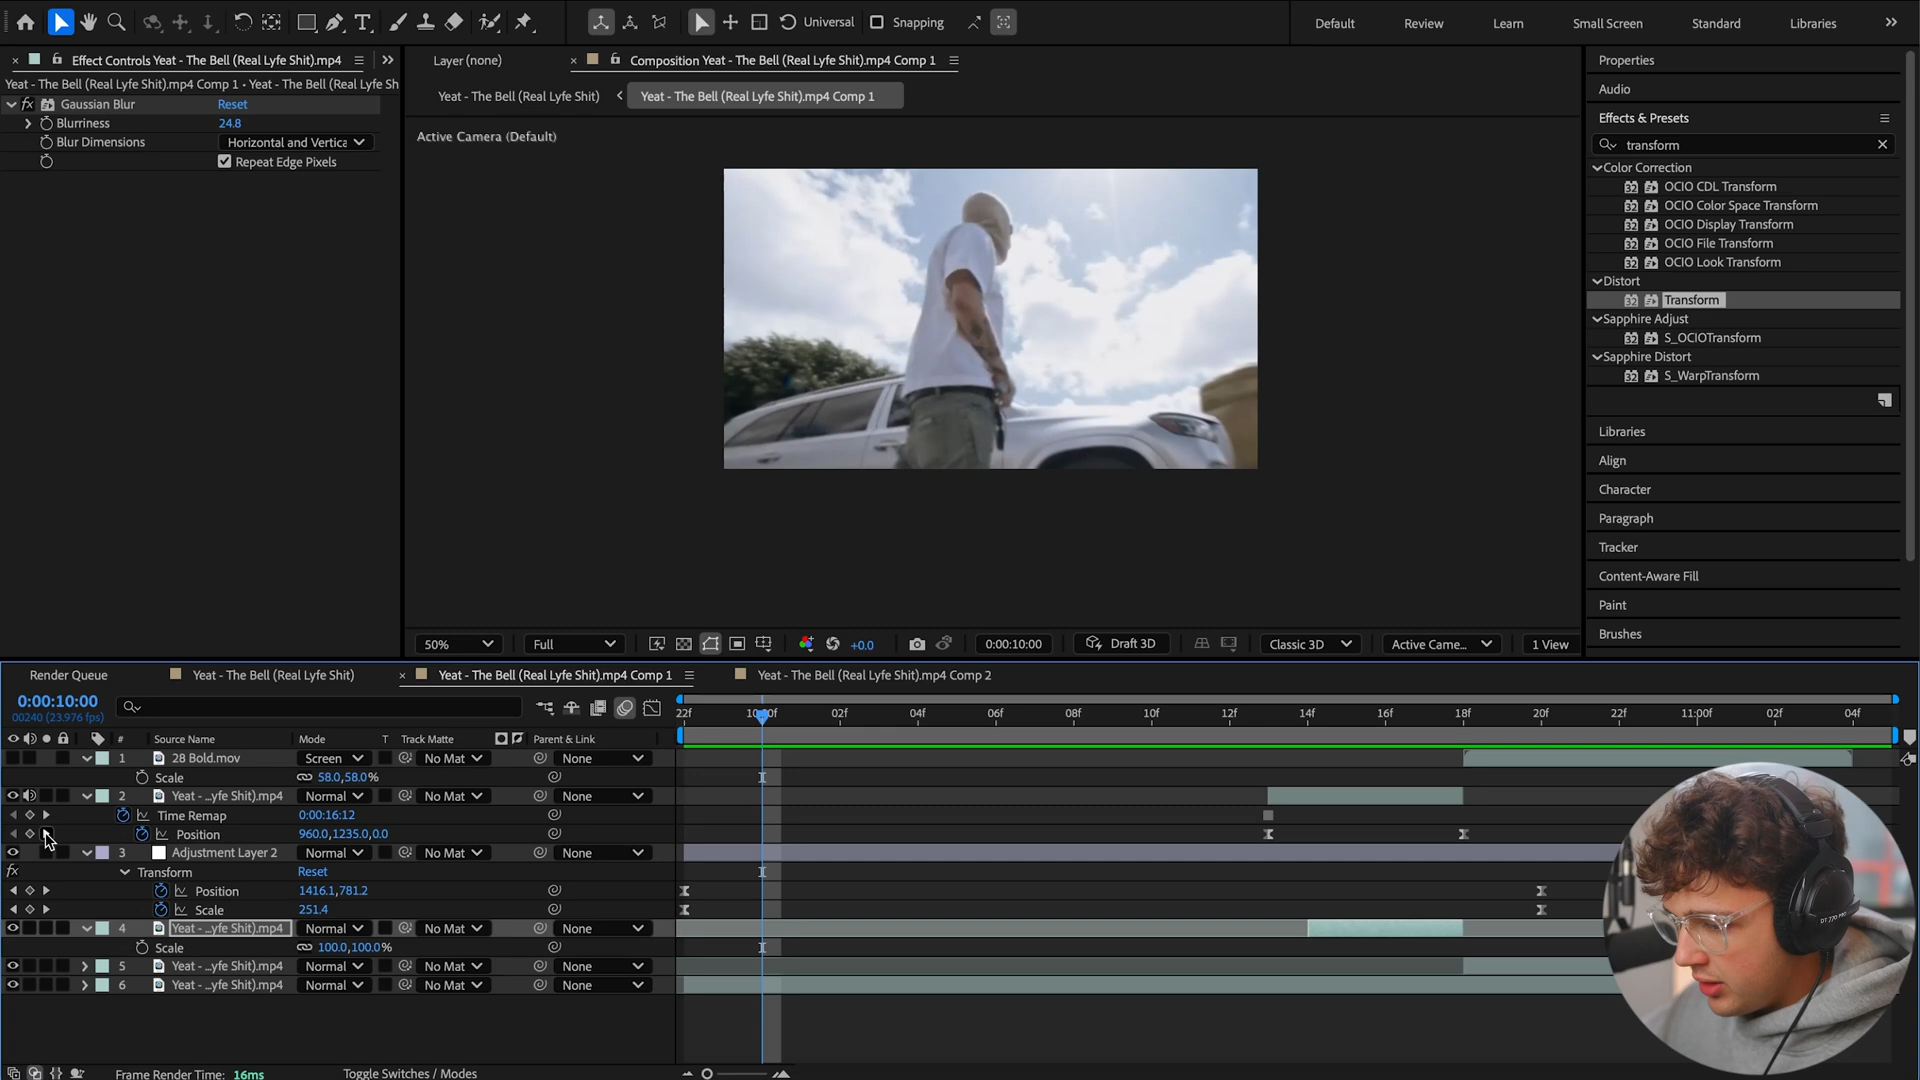 Universal
Snapping
Default
Review
Learn
Small Screen
Standard
Libraries
Effect Controls Yeat - The Bell (Real Lyfe Shit).mp4
Yeat - The Bell (Real Lyfe Shit).mp4 Comp 1 • Yeat - The Bell (Real Lyfe Sh
Gaussian Blur
Reset
Blurriness
24.8
Blur Dimensions
Horizontal and Vertica
Repeat Edge Pixels
Layer (none)
Composition Yeat - The Bell (Real Lyfe Shit).mp4 Comp 1
Yeat - The Bell (Real Lyfe Shit)
Yeat - The Bell (Real Lyfe Shit).mp4 Comp 1
Active Camera (Default)
50%
Full
+0.0
0:00:10:00
Draft 3D
Classic 3D
Active Came...
1 View
Properties
Audio
Effects & Presets
transform
Color Correction
OCIO CDL Transform
OCIO Color Space Transform
OCIO Display Transform
OCIO File Transform
OCIO Look Transform
Distort
Transform
Sapphire Adjust
S_OCIOTransform
Sapphire Distort
S_WarpTransform
Libraries
Align
Character
Paragraph
Tracker
Content-Aware Fill
Paint
Brushes
Render Queue
Yeat - The Bell (Real Lyfe Shit)
Yeat - The Bell (Real Lyfe Shit).mp4 Comp 1
Yeat - The Bell (Real Lyfe Shit).mp4 Comp 2
0:00:10:00
00240 (23.976 fps)
22f
02f
04f
06f
08f
10f
12f
14f
16f
18f
20f
22f
11:00f
02f
04f
# Source Name Mode T Track Matte Parent & Link
1 28 Bold.mov Screen No Mat None
Scale 58.0,58.0%
2 Yeat - ...yfe Shit).mp4 Normal No Mat None
Time Remap 0:00:16:12
Position 960.0,1235.0,0.0
3 Adjustment Layer 2 Normal No Mat None
fx Transform Reset
Position 1416.1,781.2
Scale 251.4
4 Yeat - ...yfe Shit).mp4 Normal No Mat None
Scale 100.0,100.0%
5 Yeat - ...yfe Shit).mp4 Normal No Mat None
6 Yeat - ...yfe Shit).mp4 Normal No Mat None
Frame Render Time: 16ms
Toggle Switches / Modes
DT 770 PRO